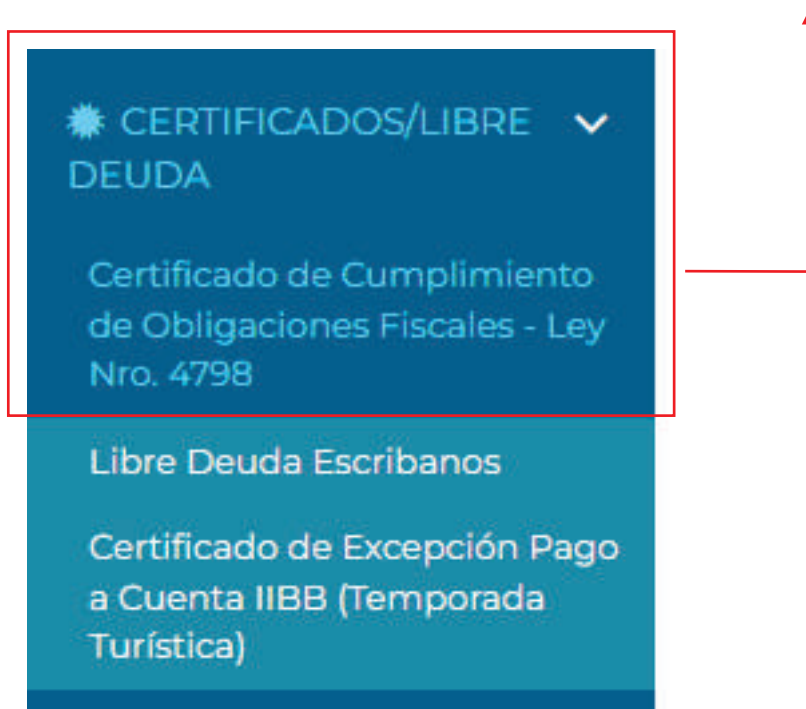 CERTIFICADOS/LIBRE
DEUDA
Certificado de Cumplimiento
de Obligaciones Fiscales - Ley
Nro. 4798
Libre Deuda Escribanos
Certificado de Excepción Pago
a Cuenta IIBB (Temporada
Turística)